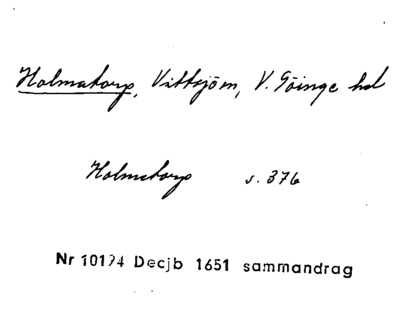 Holmatorp, Vittsjöm, V. Göinge hd
Holmatorp s. 376
Nr 10124 Decjb 1651 sammandrag